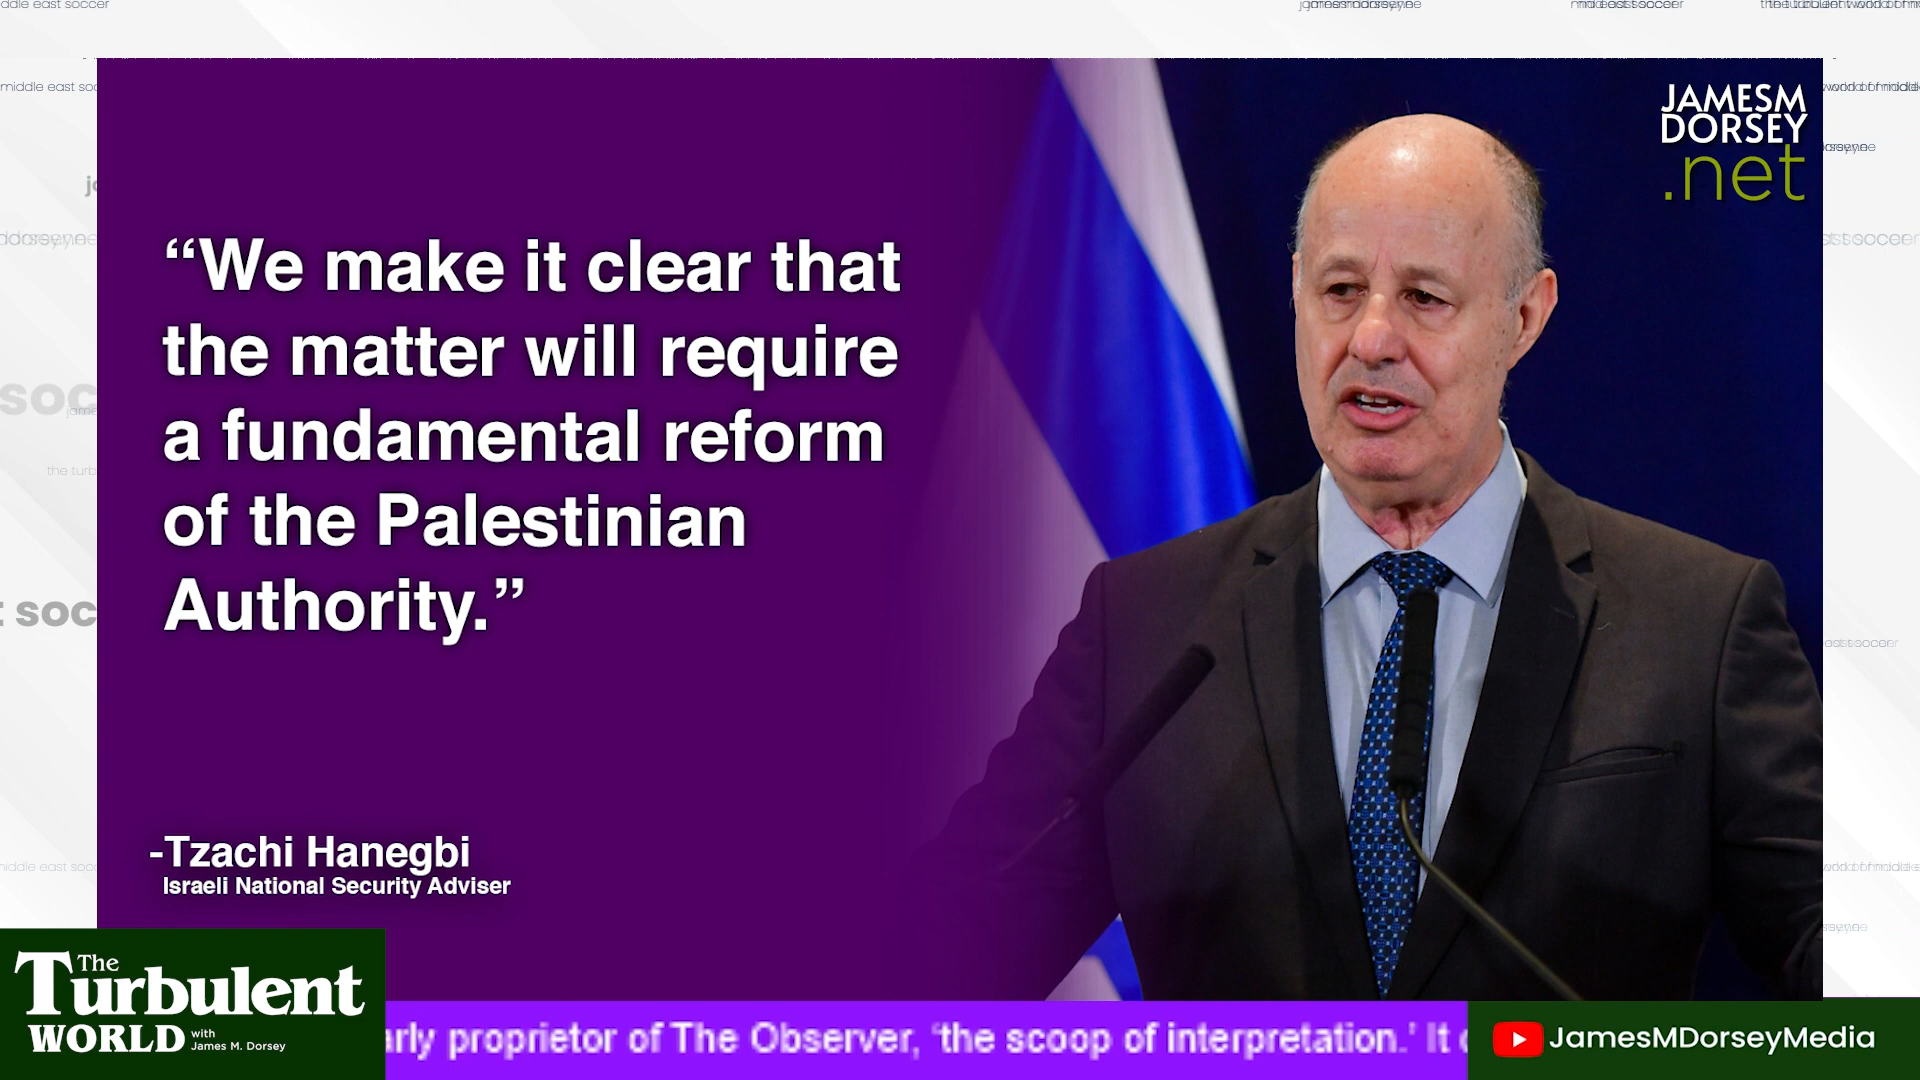 middle east soccer
JAMESM
DORSEY
.net
“We make it clear that
the matter will require
a fundamental reform
of the Palestinian
Authority.”
-Tzachi Hanegbi
Israeli National Security Adviser
The
Turbulent
WORLD
with
James M. Dorsey
proprietor of The Observer, ‘the scoop of interpretation.’ It
JamesMDorseyMedia